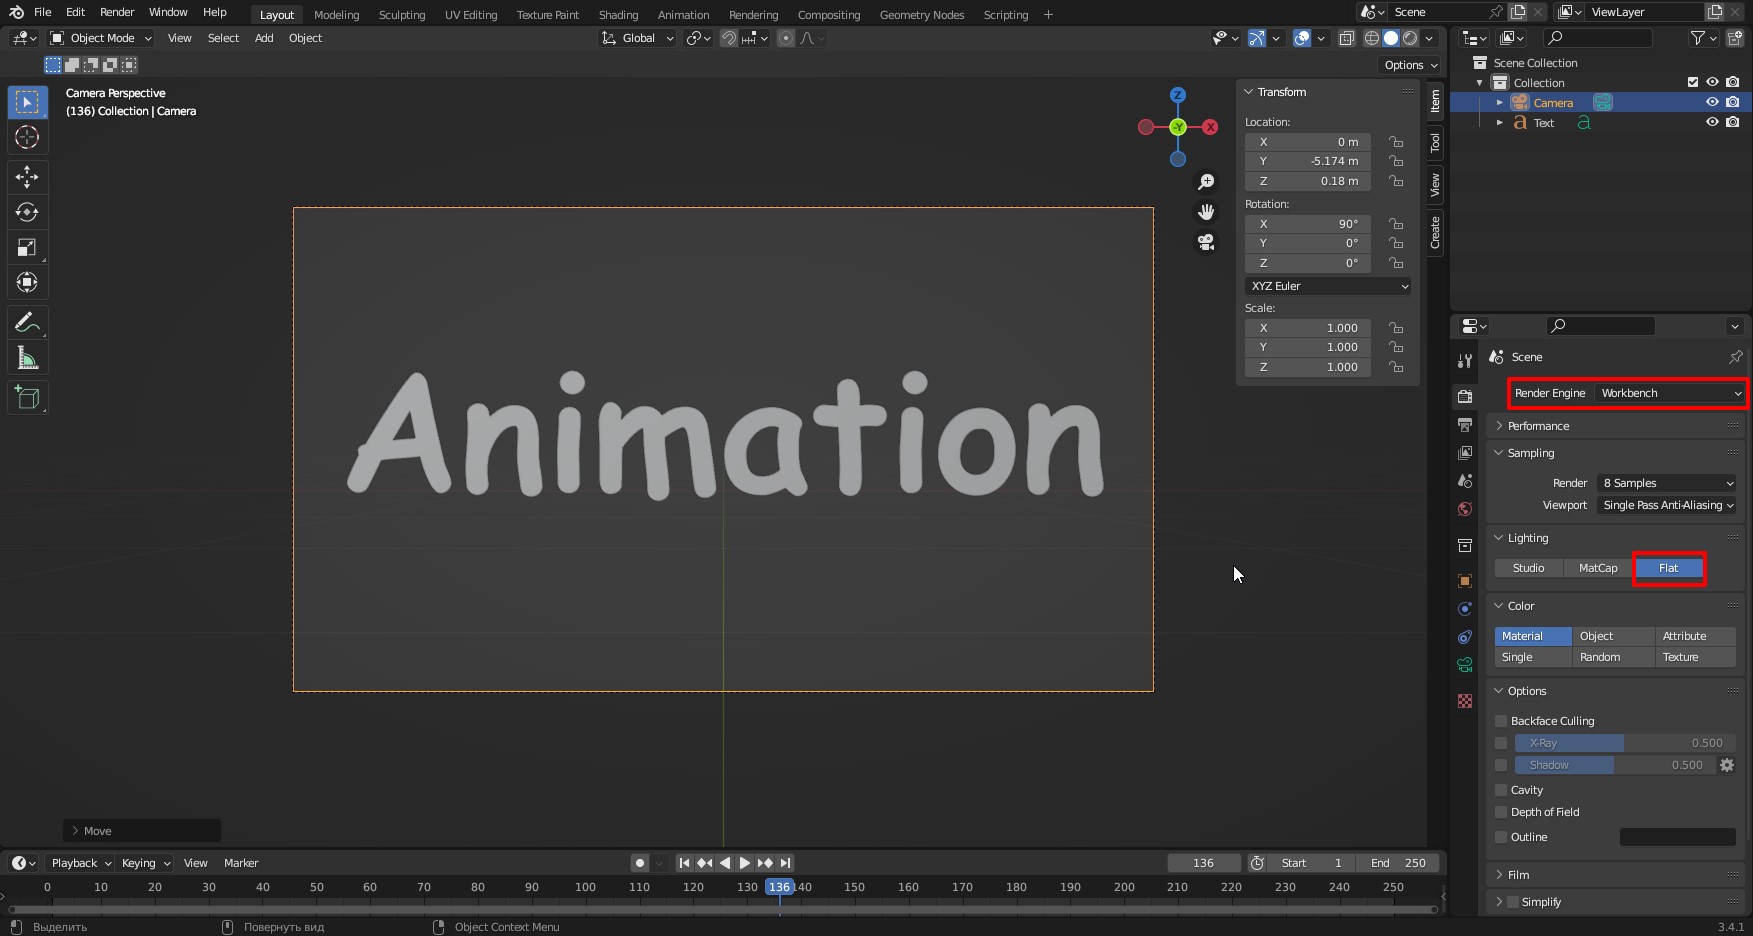 File Edit Render Window Help Layout Modeling Sculpting UV Editing Texture Paint Shading Animation Rendering Compositing Geometry Nodes Scripting + Scene ViewLayer
Object Mode View Select Add Object Global
Options
Camera Perspective
(136) Collection | Camera
Z
-Y
X
Animation
Transform
Location:
X 0 m
Y -5.174 m
Z 0.18 m
Rotation:
X 90°
Y 0°
Z 0°
XYZ Euler
Scale:
X 1.000
Y 1.000
Z 1.000
Item
Tool
View
Create
Scene Collection
Collection
Camera
Text
Scene
Render Engine Workbench
Performance
Sampling
Render 8 Samples
Viewport Single Pass Anti-Aliasing
Lighting
Studio MatCap Flat
Color
Material Object Attribute
Single Random Texture
Options
Backface Culling
X-Ray 0.500
Shadow 0.500
Cavity
Depth of Field
Outline
Film
Simplify
Move
Playback Keying View Marker 136 Start 1 End 250
0 10 20 30 40 50 60 70 80 90 100 110 120 130 136 140 150 160 170 180 190 200 210 220 230 240 250
Выделить Повернуть вид Object Context Menu 3.4.1